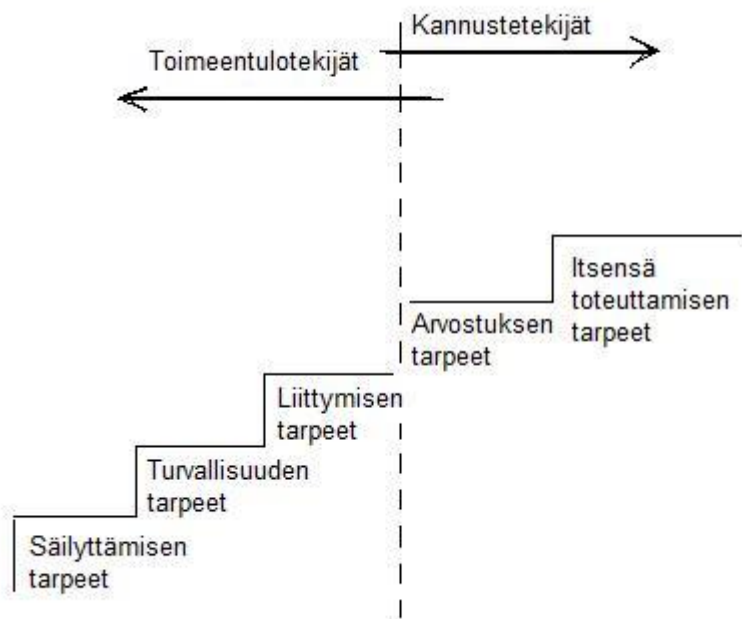 Kannustetekijät
Toimeentulotekijät
Itsensä
toteuttamisen
tarpeet
Arvostuksen
tarpeet
Liittymisen
tarpeet
Turvallisuuden
tarpeet
Säilyttämisen
tarpeet